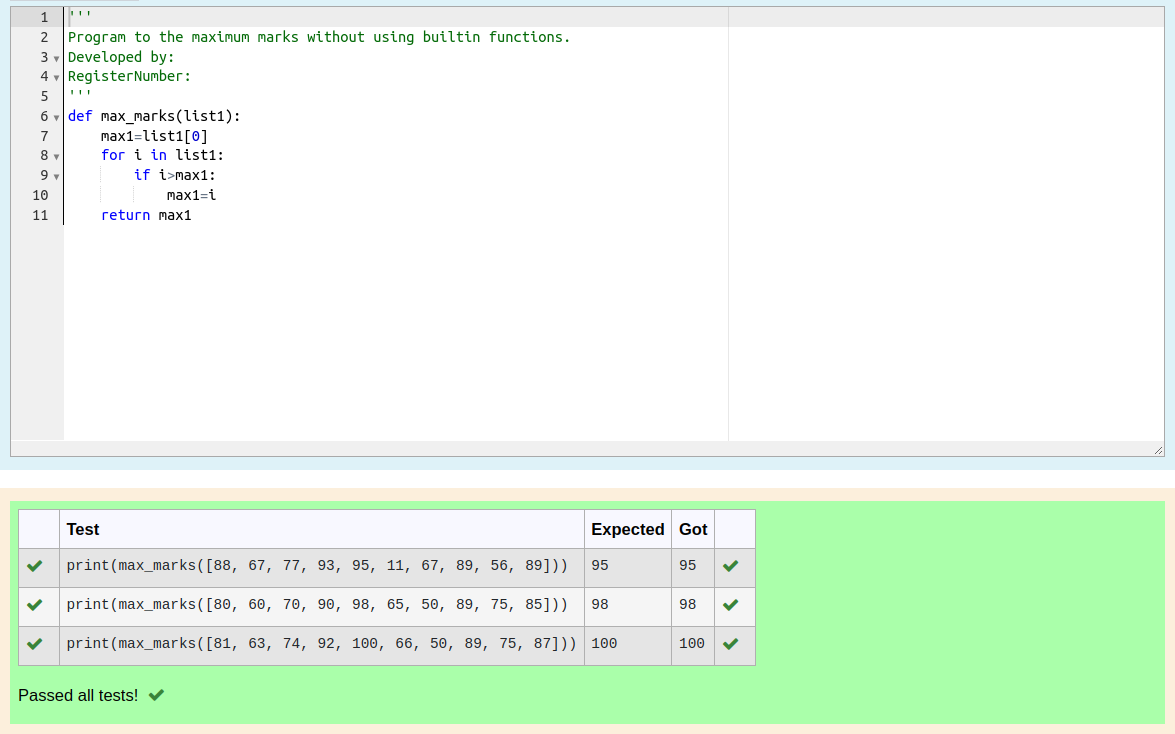 1 '''
2 Program to the maximum marks without using builtin functions.
3 Developed by:
4 RegisterNumber:
5 '''
6 def max_marks(list1):
7     max1=list1[0]
8     for i in list1:
9         if i>max1:
10             max1=i
11     return max1
Test Expected Got
print(max_marks([88, 67, 77, 93, 95, 11, 67, 89, 56, 89])) 95 95
print(max_marks([80, 60, 70, 90, 98, 65, 50, 89, 75, 85])) 98 98
print(max_marks([81, 63, 74, 92, 100, 66, 50, 89, 75, 87])) 100 100
Passed all tests!